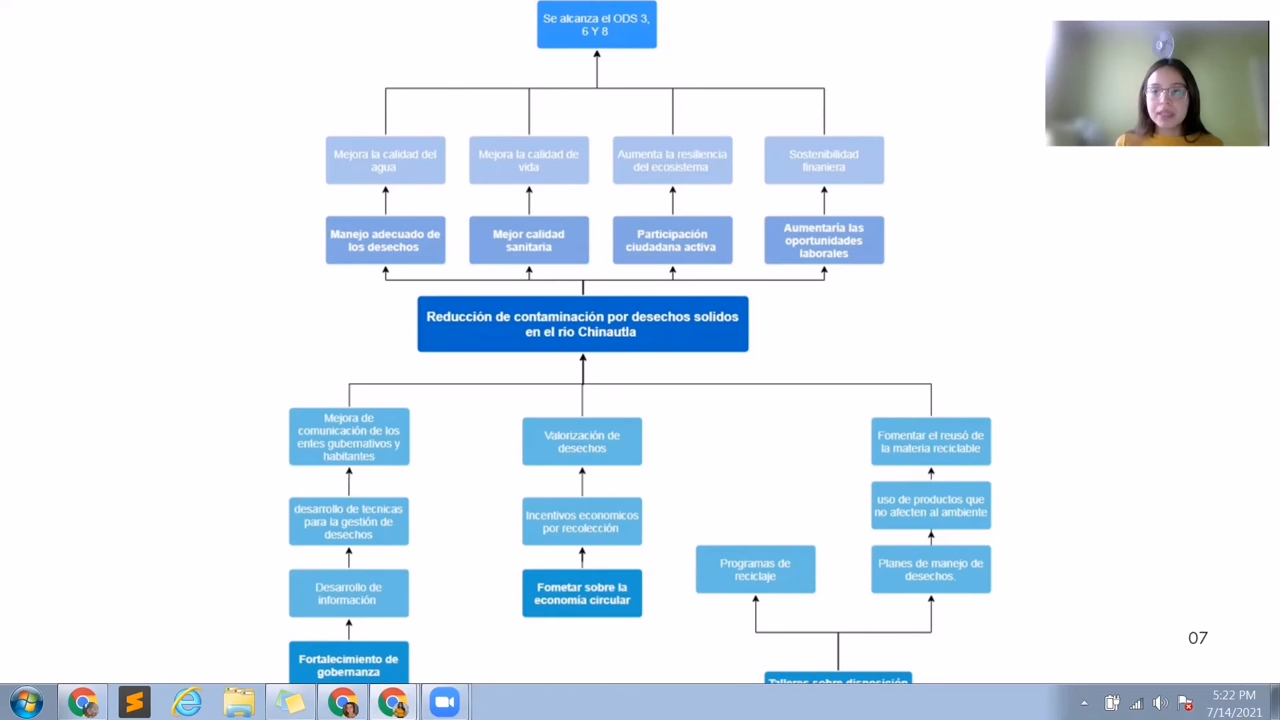 Se alcanza el ODS 3,
6 Y 8
Mejora la calidad del
agua
Mejora la calidad de
vida
Aumenta la resiliencia
del ecosistema
Sostenibilidad
finaniera
Manejo adecuado de
los desechos
Mejor calidad
sanitaria
Participación
ciudadana activa
Aumentaría las
oportunidades
laborales
Reducción de contaminación por desechos solidos
en el río Chinautla
Mejora de
comunicación de los
entes gubernativos y
habitantes
desarrollo de tecnicas
para la gestión de
desechos
Desarrollo de
información
Fortalecimiento de
gobernanza
Valorización de
desechos
Incentivos economicos
por recolección
Fometar sobre la
economía circular
Programas de
reciclaje
Fomentar el reusó de
la materia reciclable
uso de productos que
no afecten al ambiente
Planes de manejo de
desechos.
Talleres sobre disposición
07
5:22 PM
7/14/2021